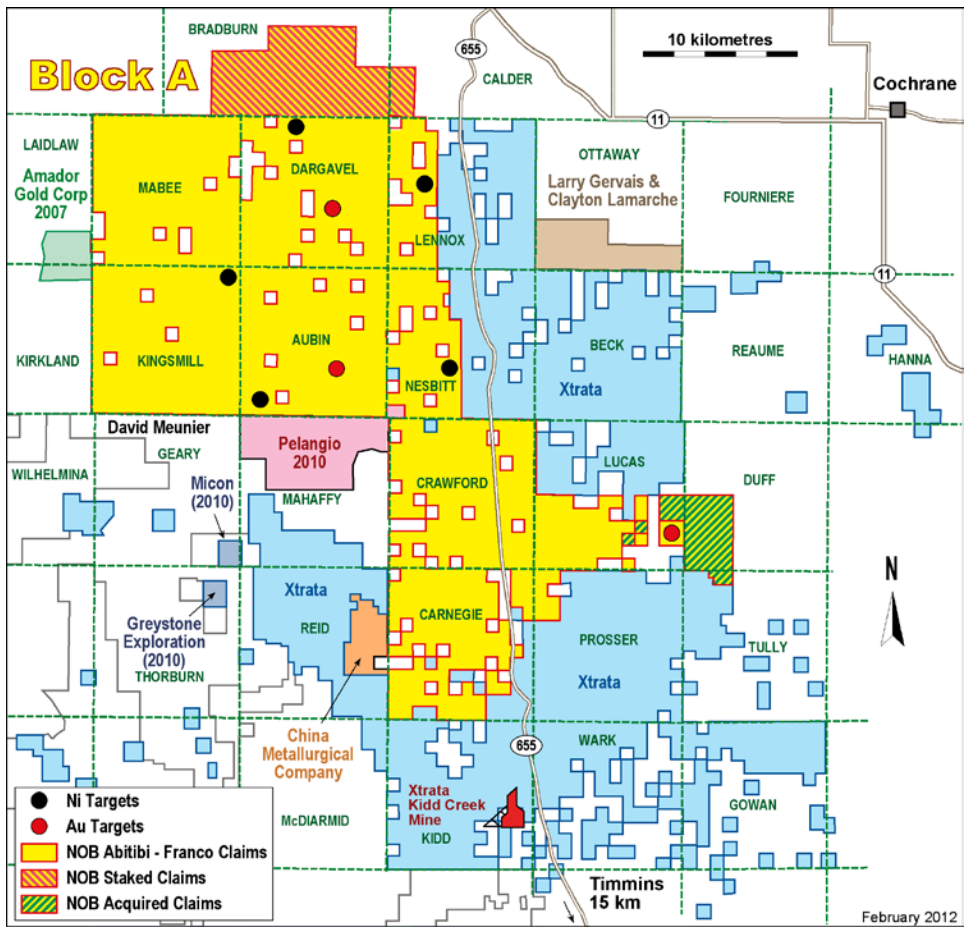 BRADBURN
655
10 kilometres
Block A
CALDER
Cochrane
11
LAIDLAW
OTTAWAY
DARGAVEL
Amador
Gold Corp
2007
MABEE
Larry Gervais &
Clayton Lamarche
FOURNIERE
LENNOX
11
KIRKLAND
KINGSMILL
AUBIN
NESBITT
BECK
REAUME
HANNA
Xtrata
David Meunier
GEARY
Pelangio
2010
WILHELMINA
LUCAS
DUFF
Micon
(2010)
MAHAFFY
CRAWFORD
N
Xtrata
REID
CARNEGIE
Greystone
Exploration
(2010)
THORBURN
PROSSER
TULLY
Xtrata
China
Metallurgical
Company
655
WARK
Xtrata
Kidd Creek
Mine
KIDD
GOWAN
McDIARMID
Ni Targets
Au Targets
NOB Abitibi - Franco Claims
NOB Staked Claims
NOB Acquired Claims
Timmins
15 km
February 2012